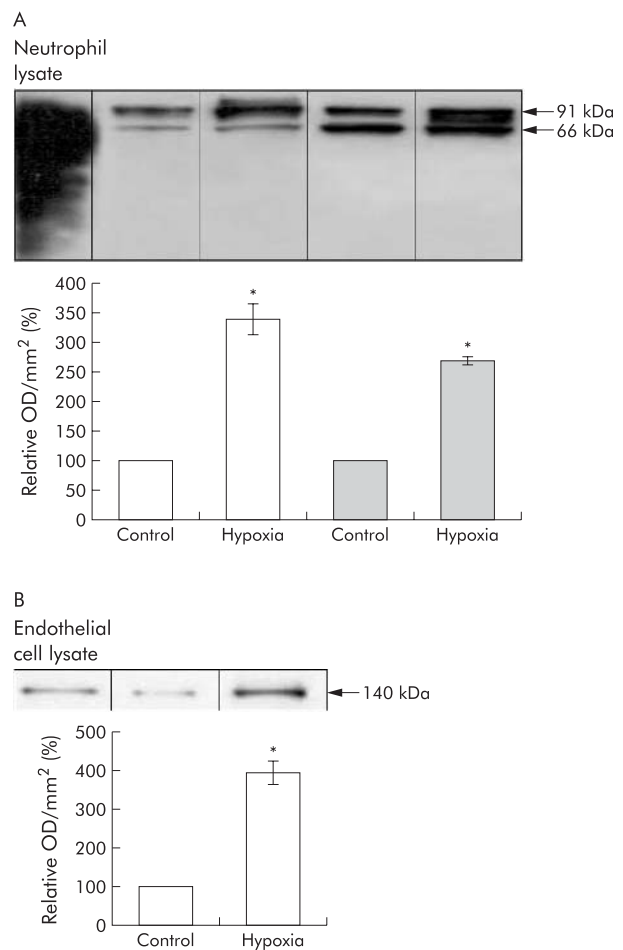 A
Neutrophil
lysate
91 kDa
66 kDa
400
350
300
250
200
150
100
50
0
Relative OD/mm² (%)
*
*
Control
Hypoxia
Control
Hypoxia
B
Endothelial
cell lysate
140 kDa
500
400
300
200
100
0
Relative OD/mm² (%)
*
Control
Hypoxia